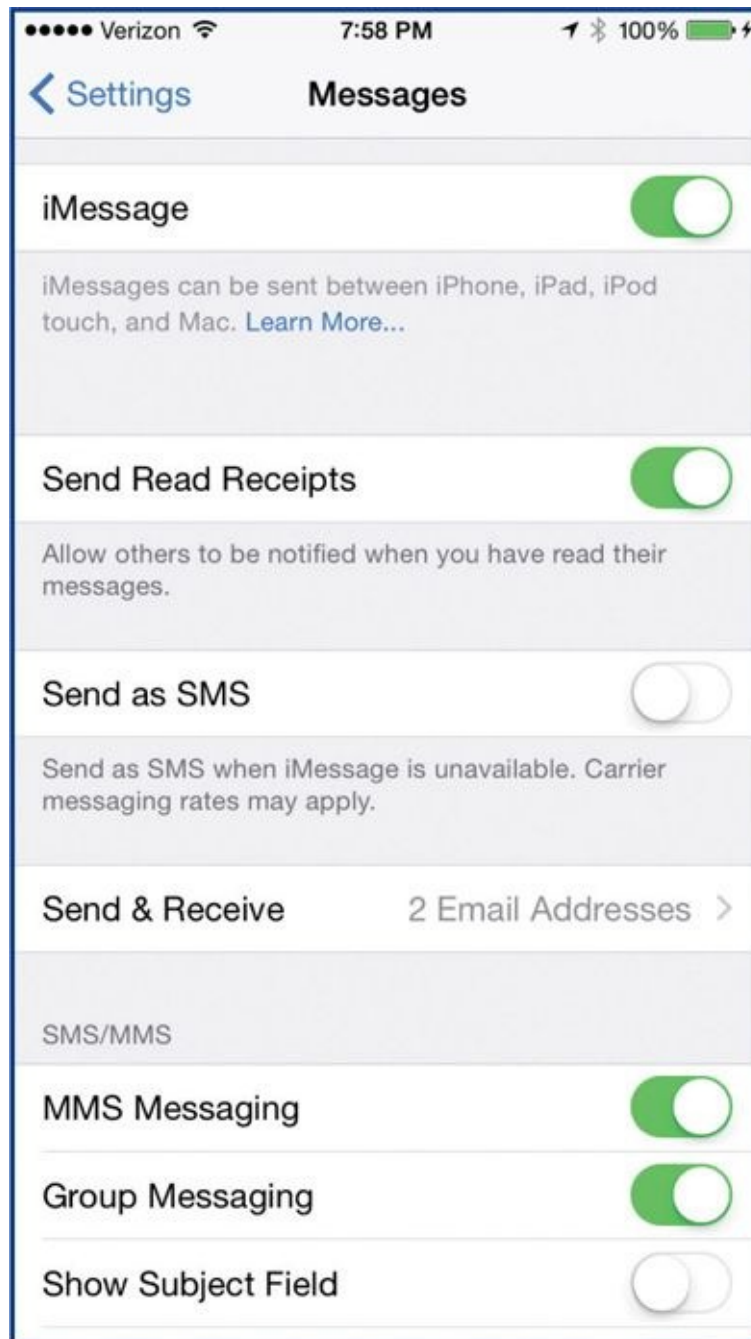 Verizon 7:58 PM 100%
Settings Messages
iMessage
iMessages can be sent between iPhone, iPad, iPod
touch, and Mac. Learn More...
Send Read Receipts
Allow others to be notified when you have read their
messages.
Send as SMS
Send as SMS when iMessage is unavailable. Carrier
messaging rates may apply.
Send & Receive 2 Email Addresses
SMS/MMS
MMS Messaging
Group Messaging
Show Subject Field